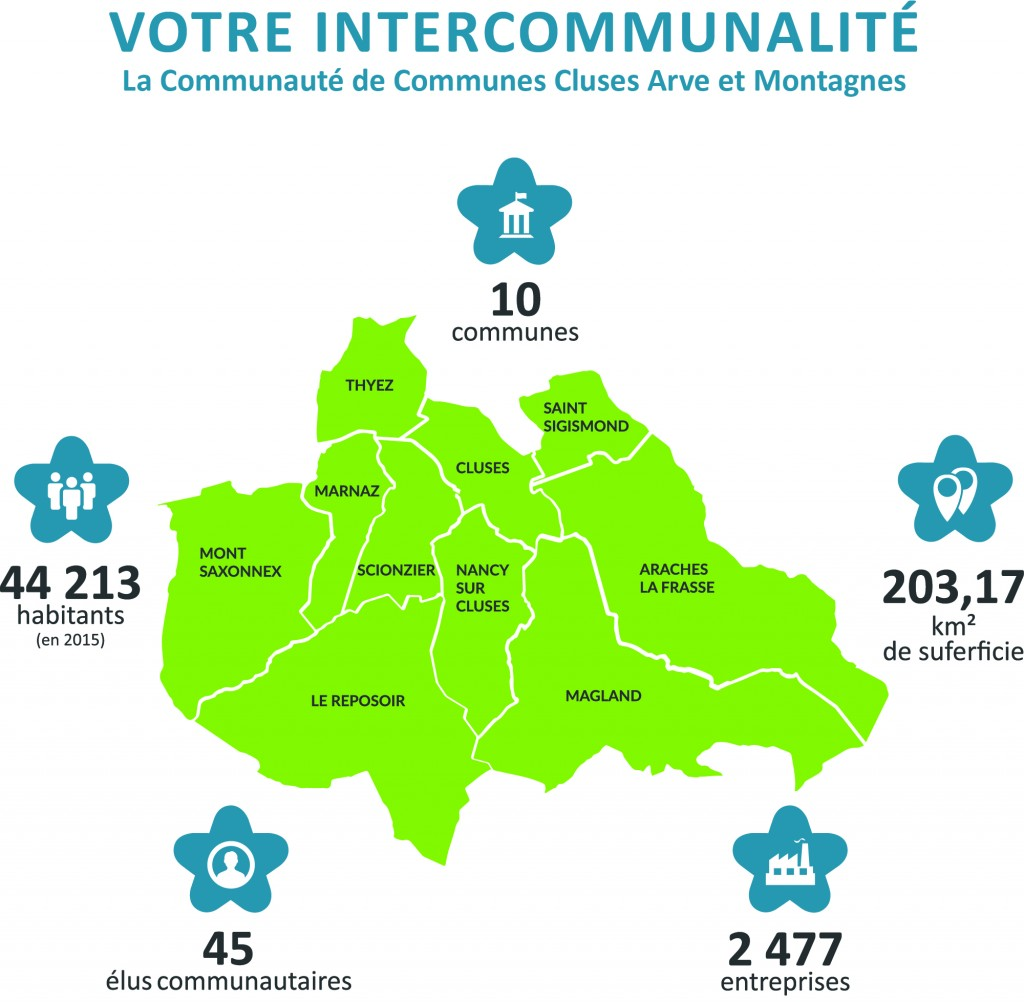 VOTRE INTERCOMMUNALITÉ
La Communauté de Communes Cluses Arve et Montagnes
10
communes
THYEZ
SAINT
SIGISMOND
CLUSES
MARNAZ
MONT
SAXONNEX
SCIONZIER
NANCY
SUR
CLUSES
ARACHES
LA FRASSE
LE REPOSOIR
MAGLAND
44 213
habitants
(en 2015)
203,17
km²
de suferficie
45
élus communautaires
2 477
entreprises